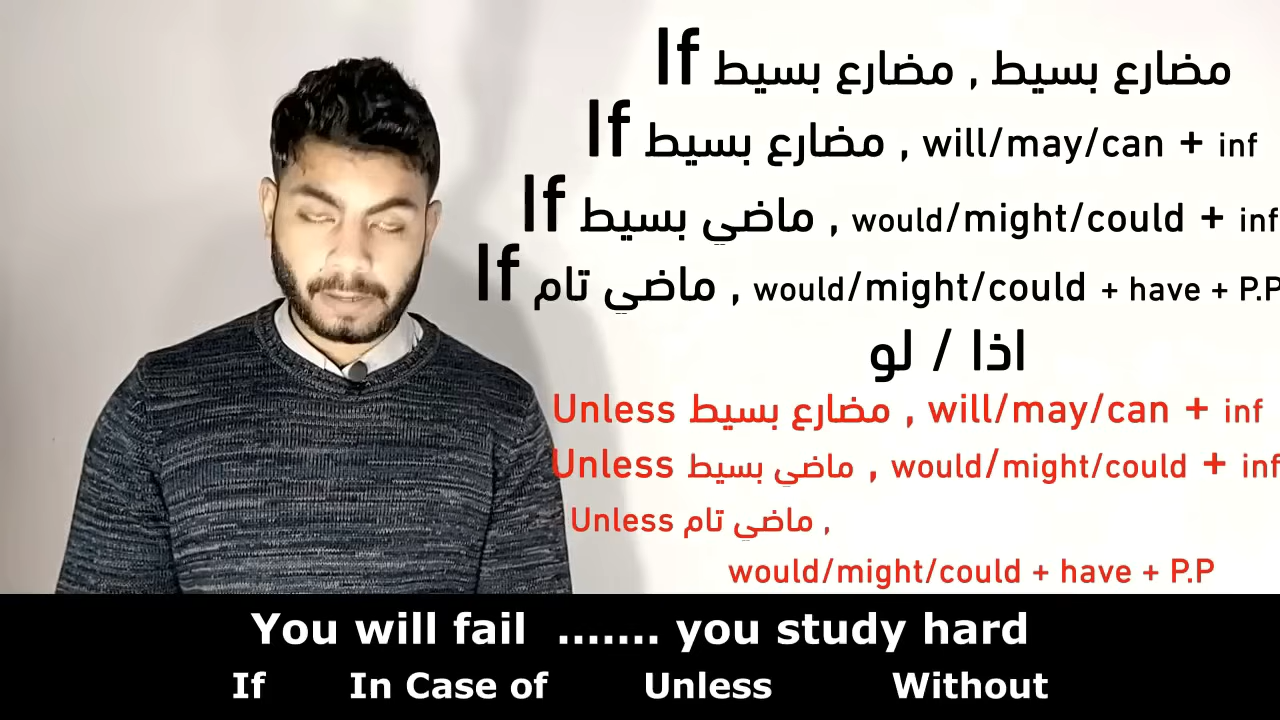 If مضارع بسيط , مضارع بسيط
If مضارع بسيط , will/may/can + inf
If ماضي بسيط , would/might/could + inf
If ماضي تام , would/might/could + have + P.P
اذا / لو
Unless مضارع بسيط , will/may/can + inf
Unless ماضي بسيط , would/might/could + inf
Unless ماضي تام ,
would/might/could + have + P.P
You will fail ....... you study hard
If In Case of Unless Without